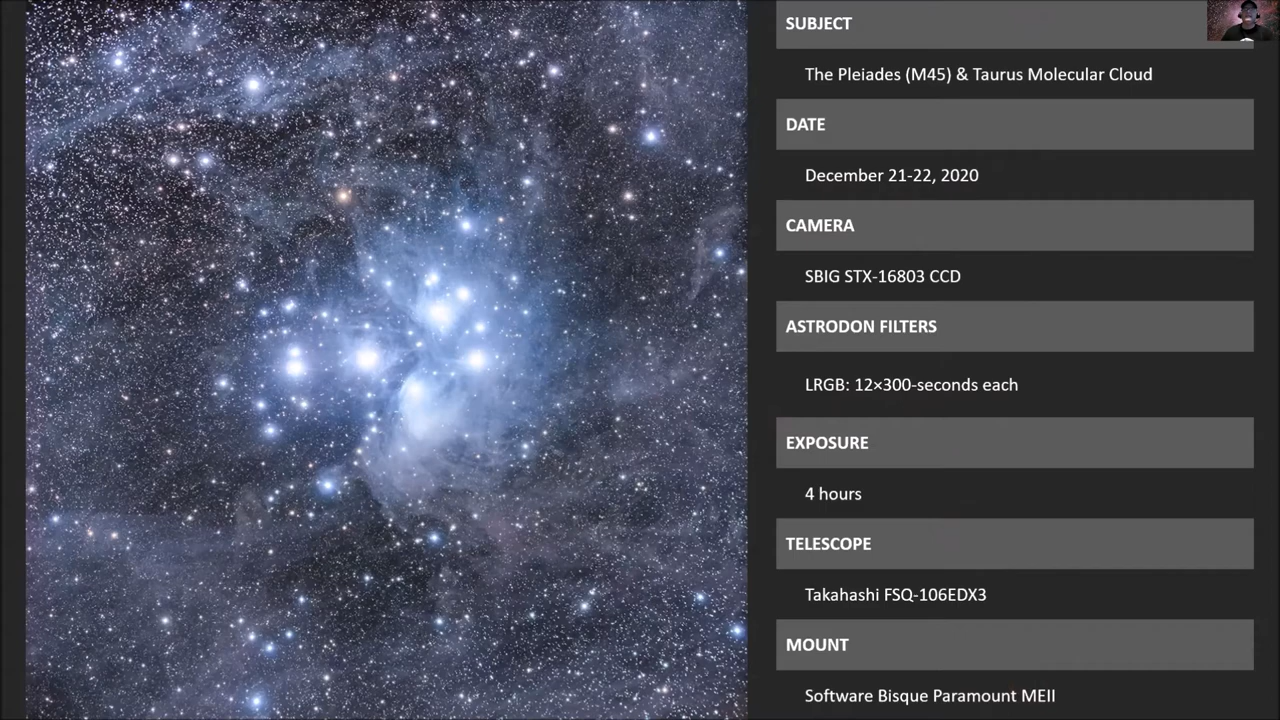 SUBJECT
The Pleiades (M45) & Taurus Molecular Cloud
DATE
December 21-22, 2020
CAMERA
SBIG STX-16803 CCD
ASTRODON FILTERS
LRGB: 12×300-seconds each
EXPOSURE
4 hours
TELESCOPE
Takahashi FSQ-106EDX3
MOUNT
Software Bisque Paramount MEII